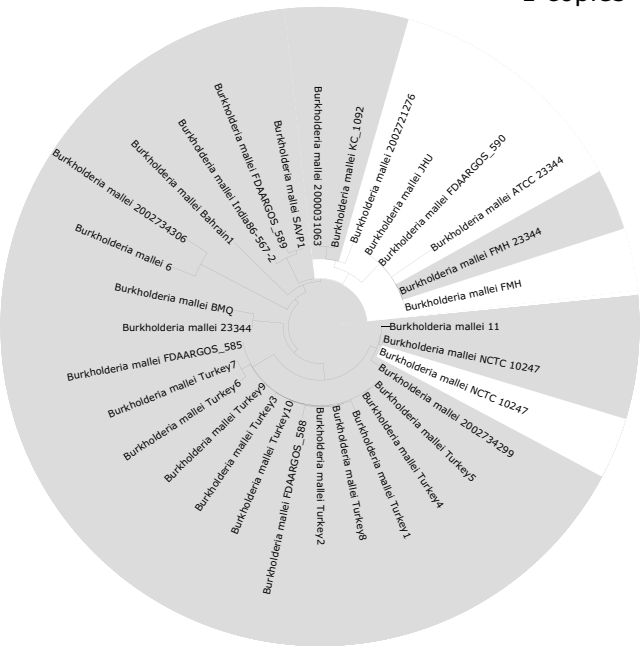 Burkholderia mallei 2000031063
Burkholderia mallei KC_1092
Burkholderia mallei 2002721276
Burkholderia mallei JHU
Burkholderia mallei FDAARGOS_590
Burkholderia mallei ATCC 23344
Burkholderia mallei FMH 23344
Burkholderia mallei FMH
Burkholderia mallei 11
Burkholderia mallei NCTC 10247
Burkholderia mallei NCTC 10247
Burkholderia mallei 2002734299
Burkholderia mallei Turkey5
Burkholderia mallei Turkey4
Burkholderia mallei Turkey1
Burkholderia mallei Turkey8
Burkholderia mallei Turkey2
Burkholderia mallei FDAARGOS_588
Burkholderia mallei Turkey10
Burkholderia mallei Turkey3
Burkholderia mallei Turkey9
Burkholderia mallei Turkey6
Burkholderia mallei Turkey7
Burkholderia mallei FDAARGOS_585
Burkholderia mallei 23344
Burkholderia mallei BMQ
Burkholderia mallei 6
Burkholderia mallei 2002734306
Burkholderia mallei Bahrain1
Burkholderia mallei India86-567-2
Burkholderia mallei FDAARGOS_589
Burkholderia mallei SAVP1